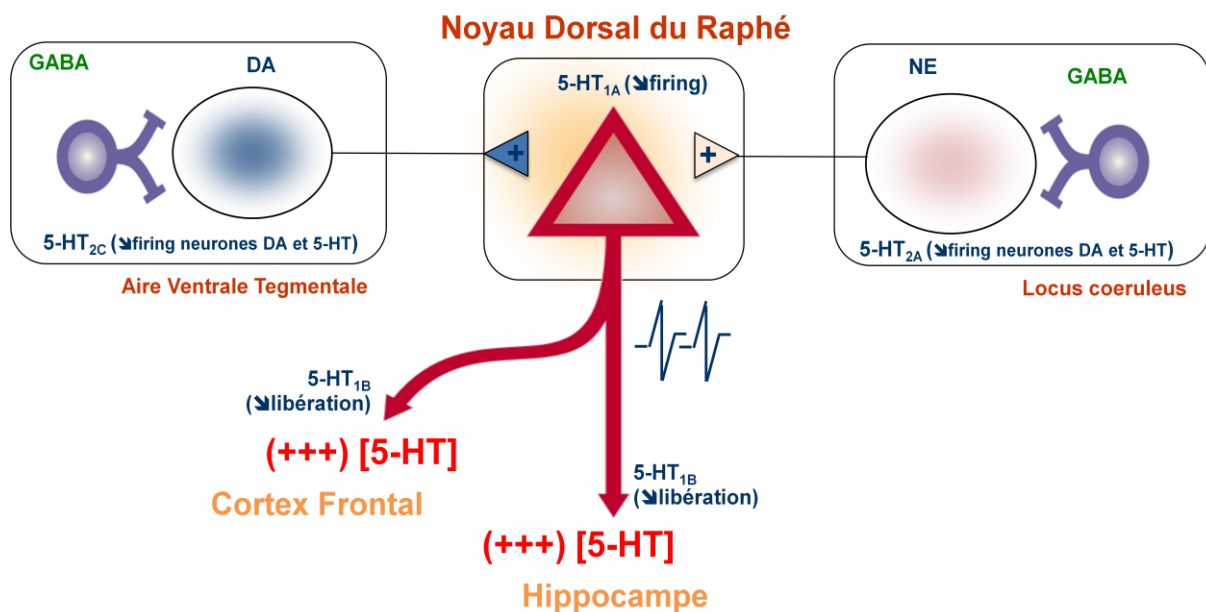 Noyau Dorsal du Raphé
GABA
DA
5-HT1A (↘firing)
NE
GABA
+
+
5-HT2C (↘firing neurones DA et 5-HT)
5-HT2A (↘firing neurones DA et 5-HT)
Aire Ventrale Tegmentale
Locus coeruleus
5-HT1B
(↘libération)
(+++) [5-HT]
Cortex Frontal
5-HT1B
(↘libération)
(+++) [5-HT]
Hippocampe